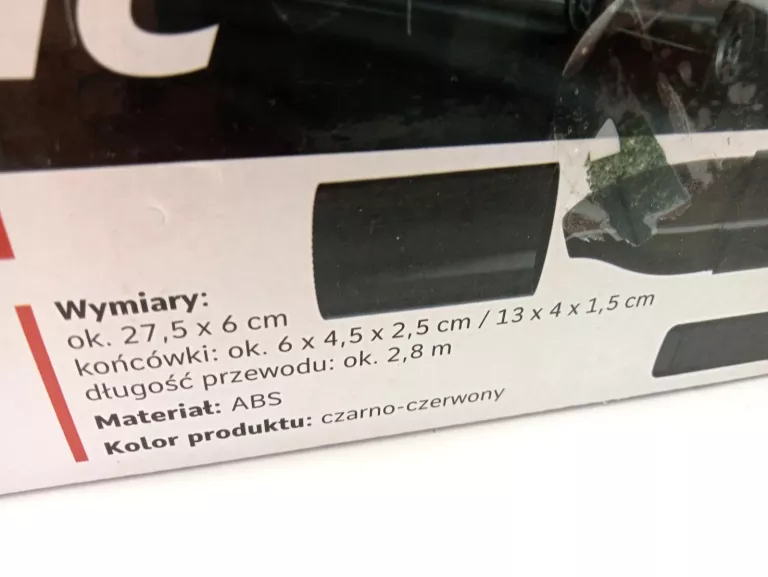 Wymiary:
ok. 27,5 x 6 cm
końcówki: ok. 6 x 4,5 x 2,5 cm / 13 x 4 x 1,5 cm
długość przewodu: ok. 2,8 m
Materiał: ABS
Kolor produktu: czarno-czerwony